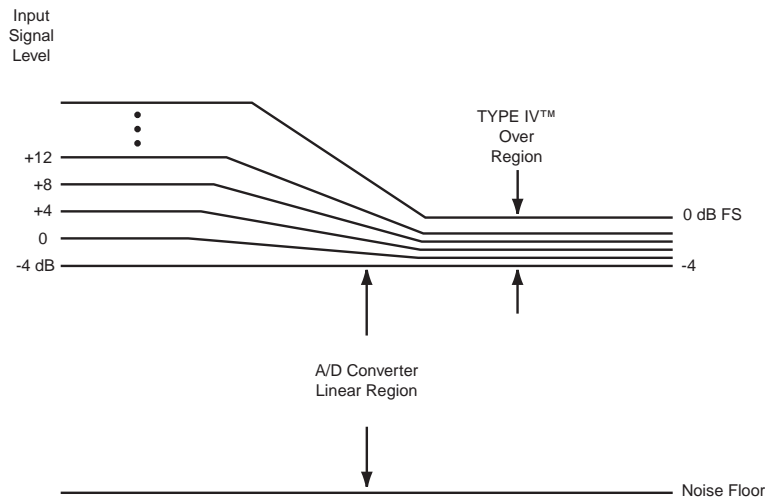 Input
Signal
Level
TYPE IV™
Over
Region
+12
+8
+4
0
-4 dB
0 dB FS
-4
A/D Converter
Linear Region
Noise Floor